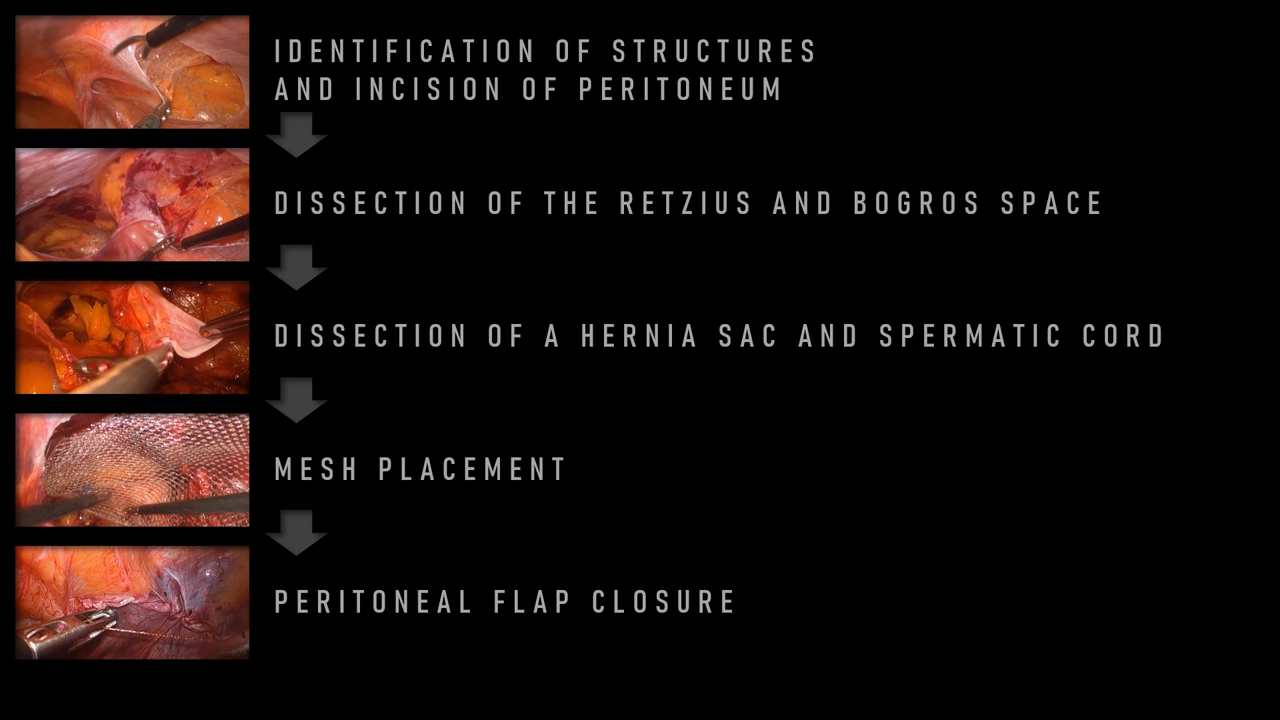 IDENTIFICATION OF STRUCTURES
AND INCISION OF PERITONEUM
DISSECTION OF THE RETZIUS AND BOGROS SPACE
DISSECTION OF A HERNIA SAC AND SPERMATIC CORD
MESH PLACEMENT
PERITONEAL FLAP CLOSURE